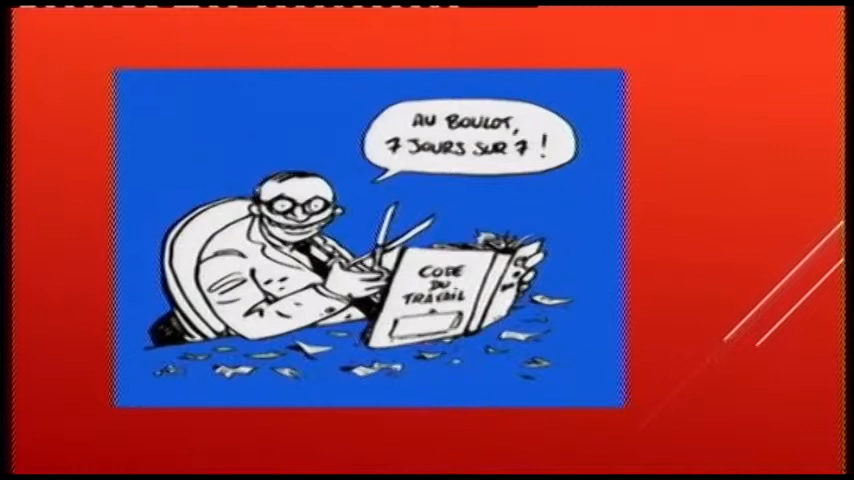 AU BOULOT,
7 JOURS SUR 7 !
CODE
DU
TRAVAIL